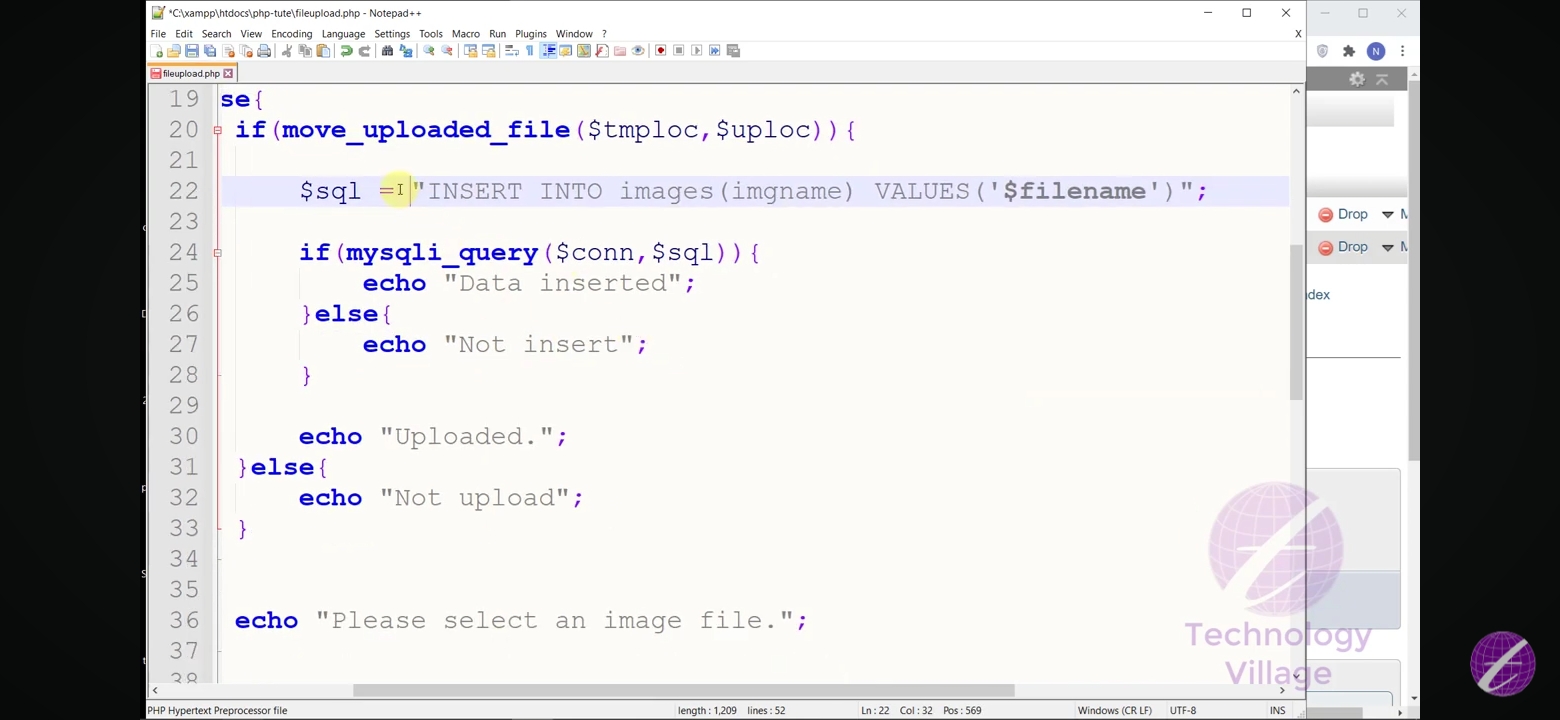 *C:\xampp\htdocs\php-tute\fileupload.php - Notepad++
File Edit Search View Encoding Language Settings Tools Macro Run Plugins Window ? X
N
fileupload.php
19 se{
20 if(move_uploaded_file($tmploc,$uploc)){
21
22 $sql = "INSERT INTO images(imgname) VALUES('$filename')";
Drop
23
24 if(mysqli_query($conn,$sql)){
Drop
25 echo "Data inserted";
ndex
26 }else{
27 echo "Not insert";
28 }
29
30 echo "Uploaded.";
31 }else{
32 echo "Not upload";
33 }
34
35
36 echo "Please select an image file.";
37
38
Technology
Village
PHP Hypertext Preprocessor file length : 1,209 lines : 52 Ln : 22 Col : 32 Pos : 569 Windows (CR LF) UTF-8 INS